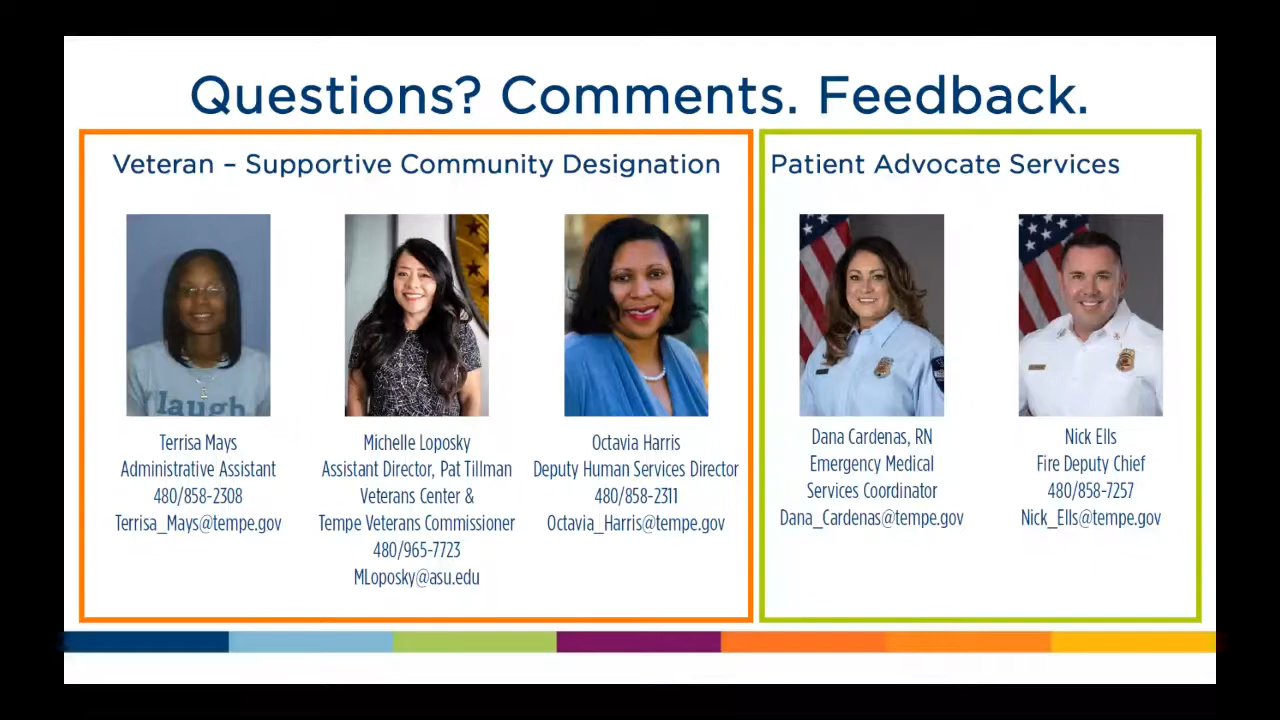 Questions? Comments. Feedback.
Veteran – Supportive Community Designation
Terrisa Mays
Administrative Assistant
480/858-2308
Terrisa_Mays@tempe.gov
Michelle Loposky
Assistant Director, Pat Tillman
Veterans Center &
Tempe Veterans Commissioner
480/965-7723
MLoposky@asu.edu
Octavia Harris
Deputy Human Services Director
480/858-2311
Octavia_Harris@tempe.gov
Patient Advocate Services
Dana Cardenas, RN
Emergency Medical
Services Coordinator
Dana_Cardenas@tempe.gov
Nick Ells
Fire Deputy Chief
480/858-7257
Nick_Ells@tempe.gov
laugh